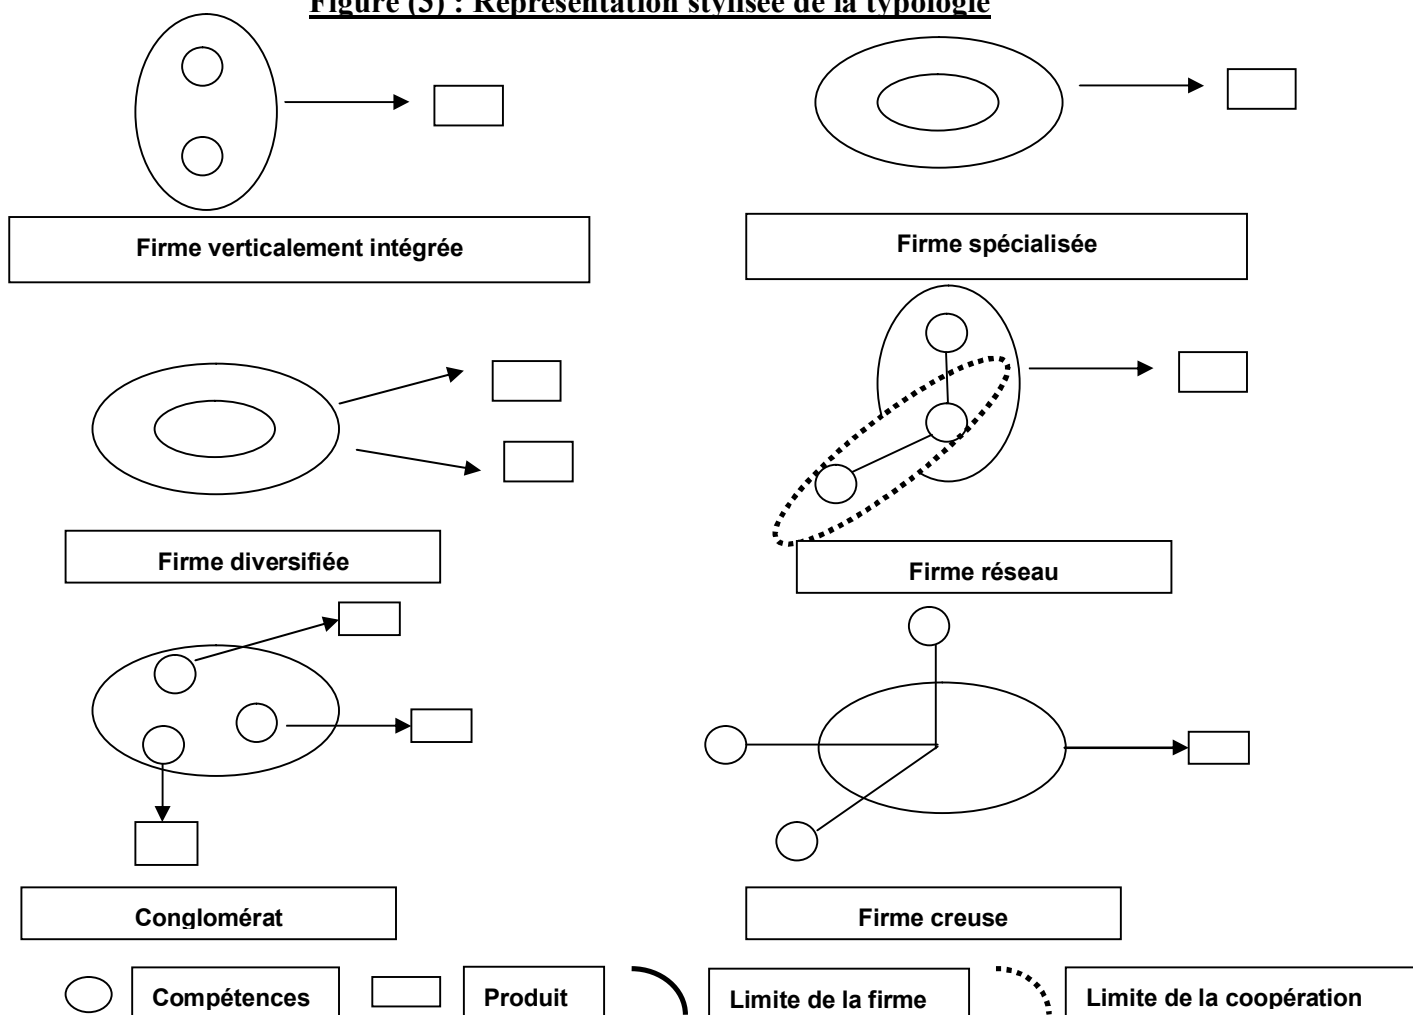 Figure (3) : Représentation stylisée de la typologie
Firme verticalement intégrée
Firme spécialisée
Firme diversifiée
Firme réseau
Conglomérat
Firme creuse
Compétences
Produit
Limite de la firme
Limite de la coopération